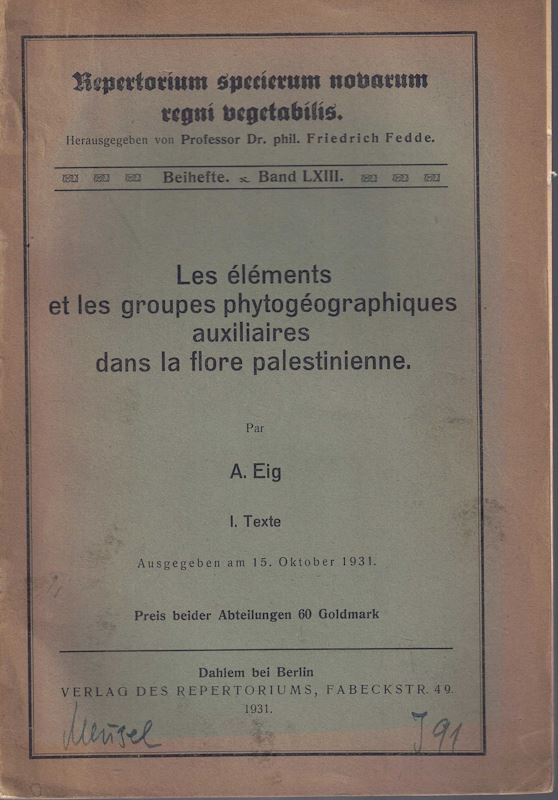 Repertorium specierum novarum
regni vegetabilis.
Herausgegeben von Professor Dr. phil. Friedrich Fedde.
Beihefte. Band LXIII.
Les éléments
et les groupes phytogéographiques
auxiliaires
dans la flore palestinienne.
Par
A. Eig
I. Texte
Ausgegeben am 15. Oktober 1931.
Preis beider Abteilungen 60 Goldmark
Dahlem bei Berlin
VERLAG DES REPERTORIUMS, FABECKSTR. 49.
1931.
Meusel J 91